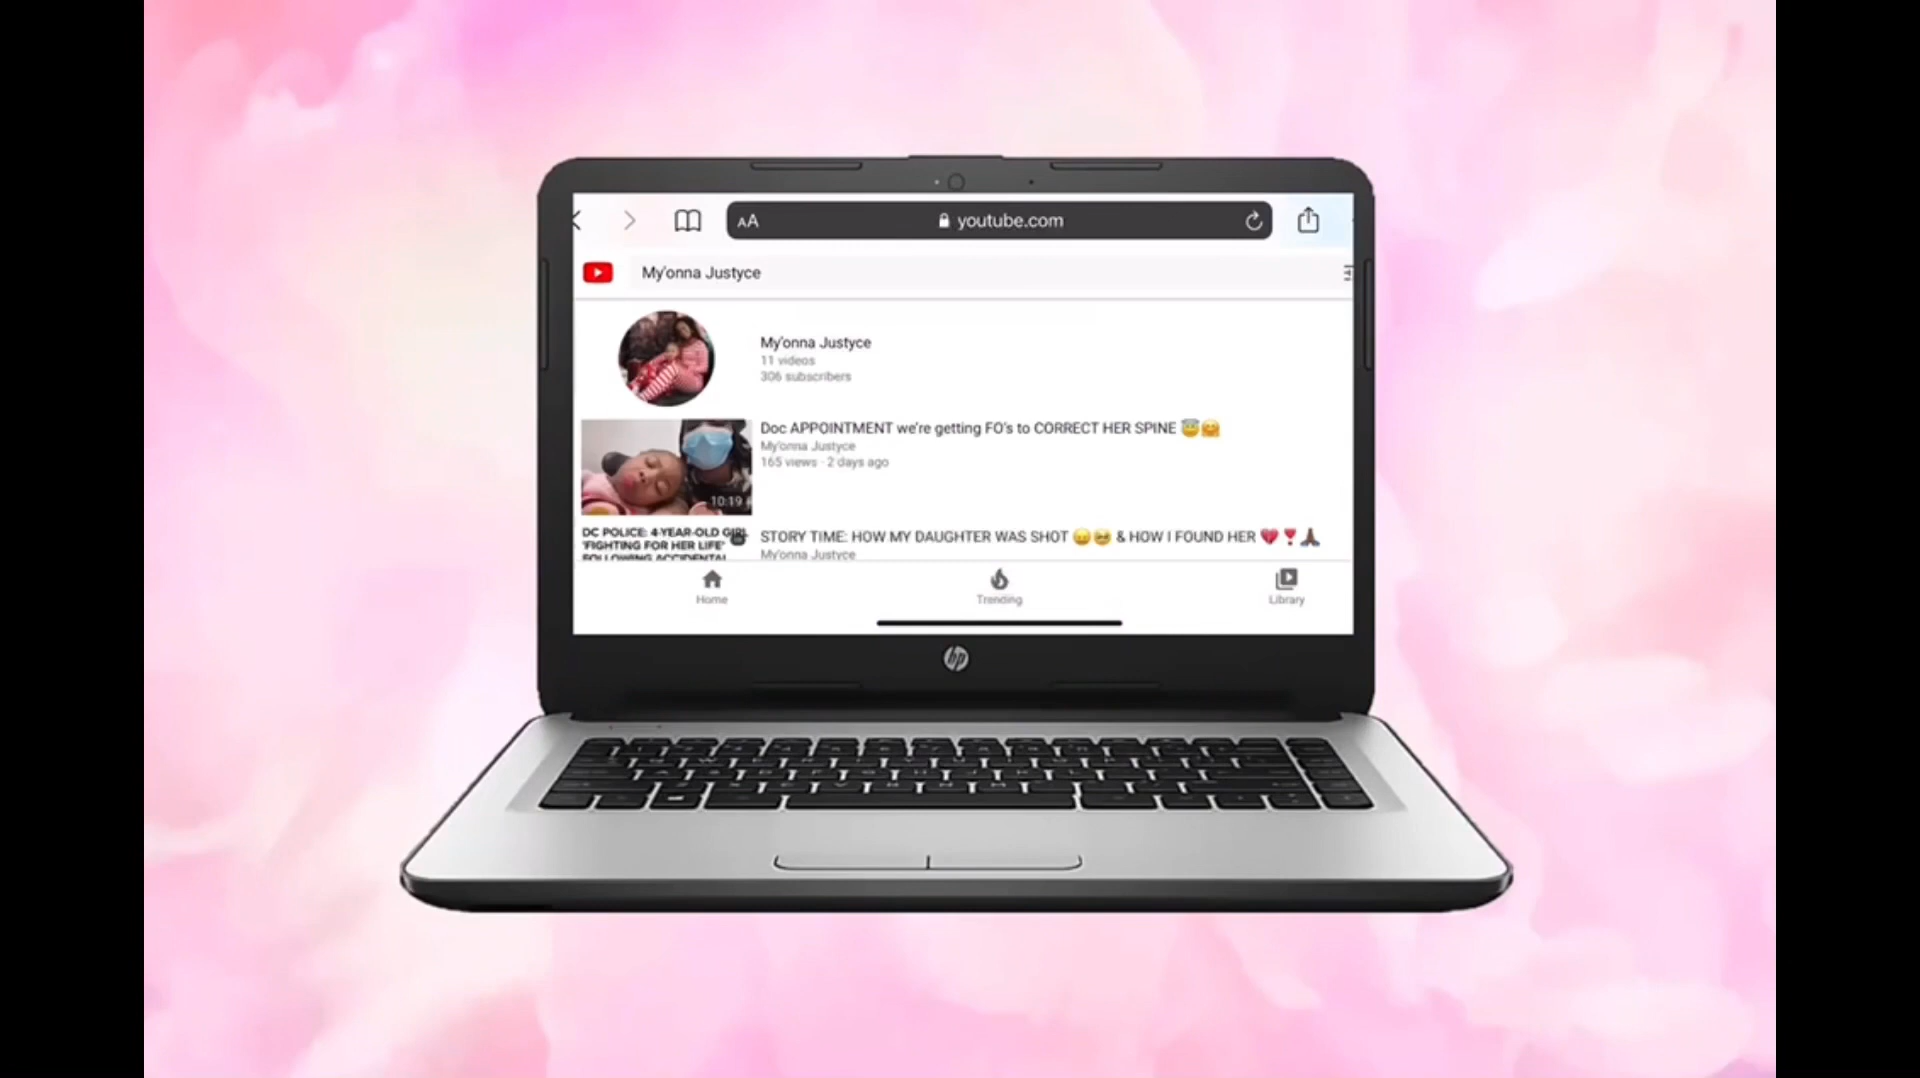 AA youtube.com
My'onna Justyce
My'onna Justyce
11 videos
306 subscribers
Doc APPOINTMENT we're getting FO's to CORRECT HER SPINE 😇🤗
My'onna Justyce
165 views · 2 days ago
10:19
DC POLICE: 4-YEAR-OLD GIRL
'FIGHTING FOR HER LIFE'
FOLLOWING ACCIDENTAL
STORY TIME: HOW MY DAUGHTER WAS SHOT 😞🥹 & HOW I FOUND HER 💔❣️🙏🏿
My'onna Justyce
Home
Trending
Library
hp